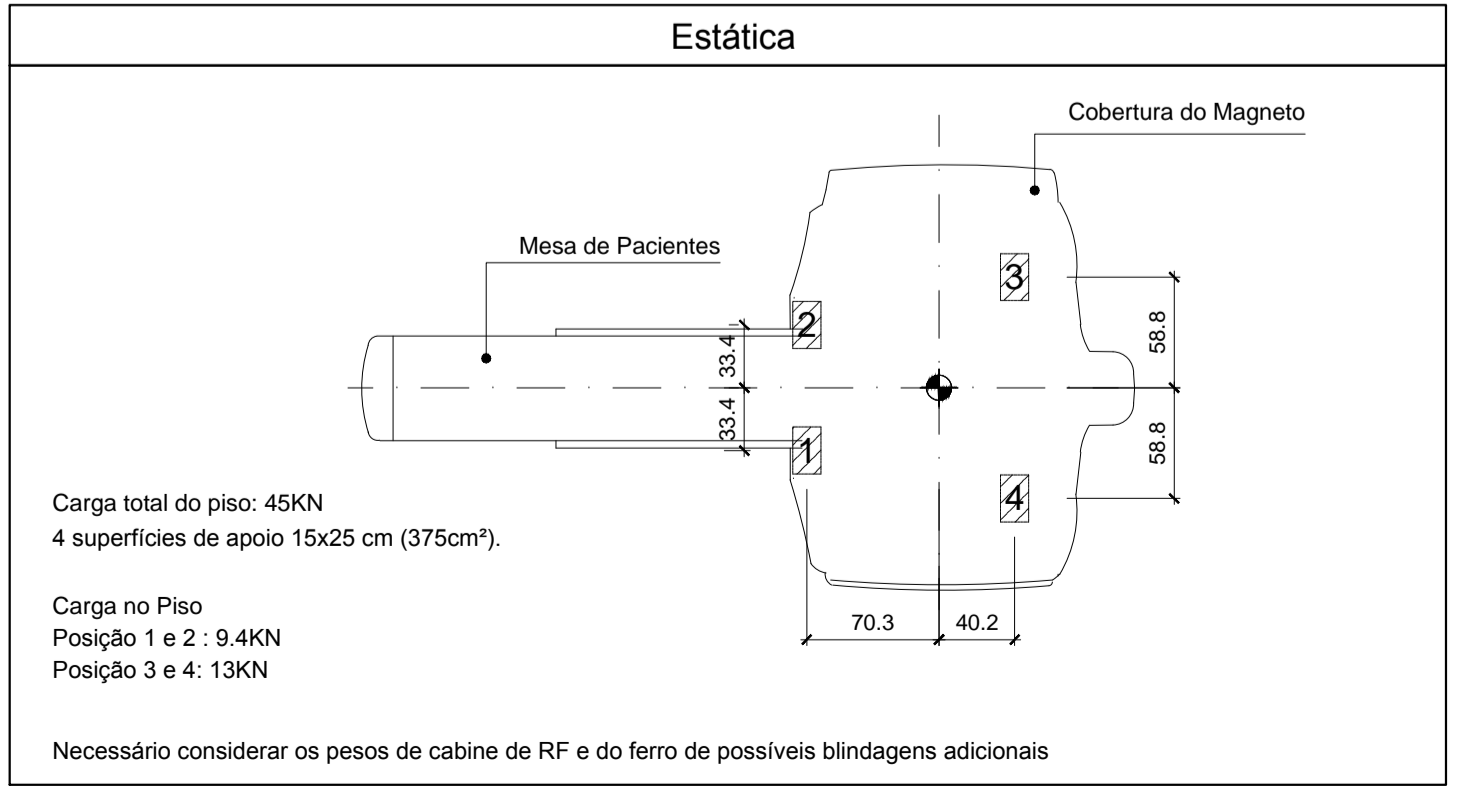 Estática
Cobertura do Magneto
Mesa de Pacientes
3
2
58.8
33.4
33.4
58.8
1
4
Carga total do piso: 45KN
4 superfícies de apoio 15x25 cm (375cm²).
Carga no Piso
70.3
40.2
Posição 1 e 2 : 9.4KN
Posição 3 e 4: 13KN
Necessário considerar os pesos de cabine de RF e do ferro de possíveis blindagens adicionais